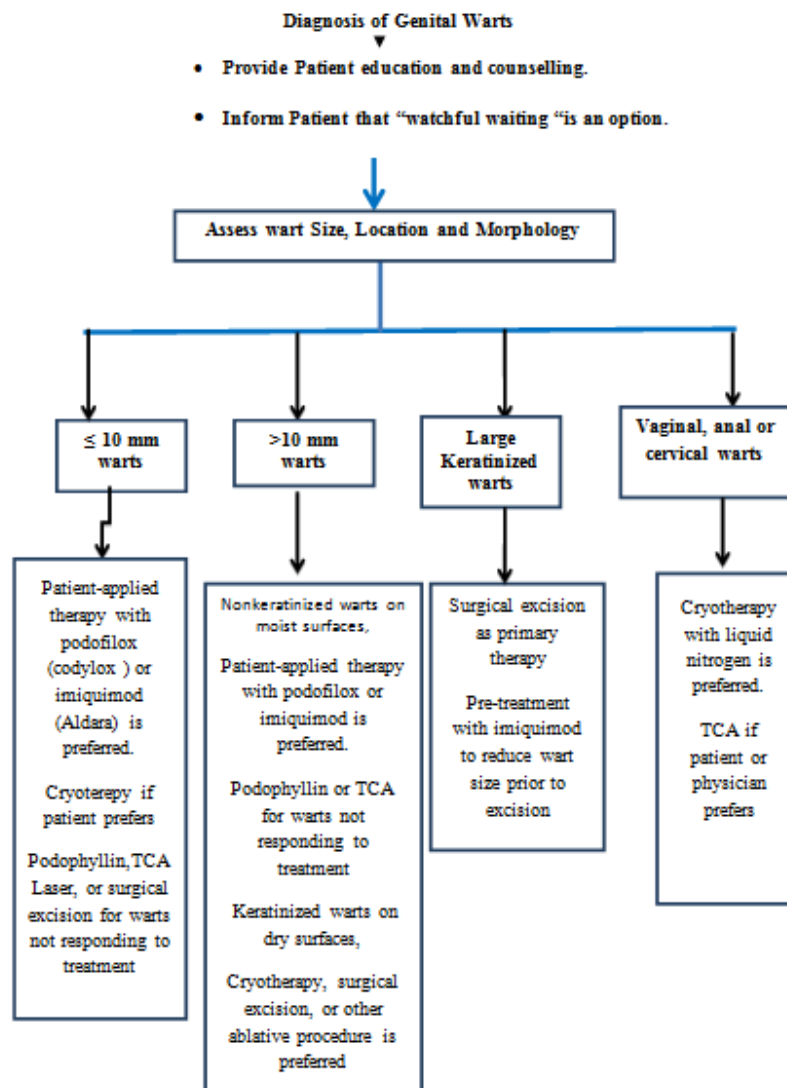 Diagnosis of Genital Warts
• Provide Patient education and counselling.
• Inform Patient that “watchful waiting “is an option.
Assess wart Size, Location and Morphology
≤ 10 mm
warts
>10 mm
warts
Large
Keratinized
warts
Vaginal, anal or
cervical warts
Patient-applied
therapy with
podofilox
(codylox ) or
imiquimod
(Aldara) is
preferred.
Cryoterepy if
patient prefers
Podophyllin,TCA
Laser, or surgical
excision for warts
not responding to
treatment
Nonkeratinized warts on
moist surfaces,
Patient-applied therapy
with podofilox or
imiquimod is
preferred.
Podophyllin or TCA
for warts not
responding to
treatment
Keratinized warts on
dry surfaces,
Cryotherapy, surgical
excision, or other
ablative procedure is
preferred
Surgical excision
as primary
therapy
Pre-treatment
with imiquimod
to reduce wart
size prior to
excision
Cryotherapy
with liquid
nitrogen is
preferred.
TCA if
patient or
physician
prefers